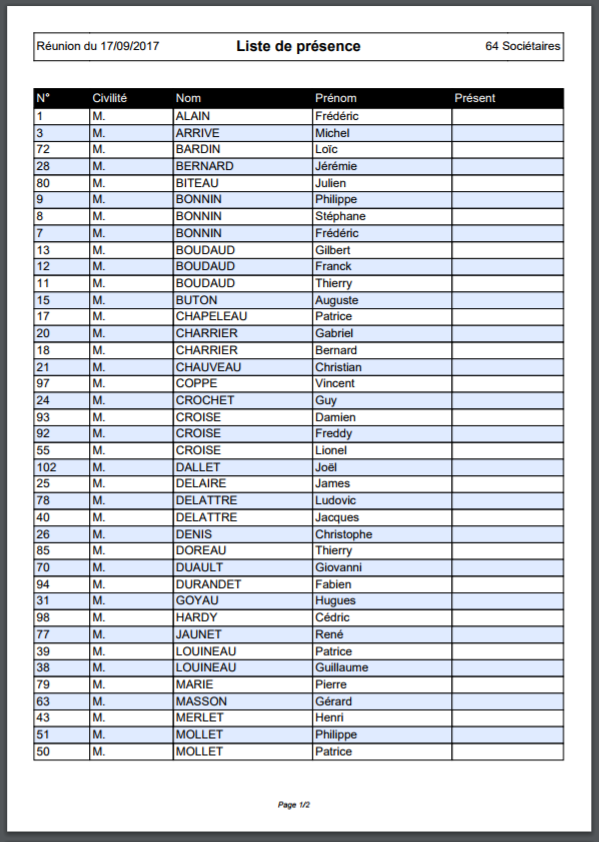 Réunion du 17/09/2017 Liste de présence 64 Sociétaires
N° Civilité Nom Prénom Présent
1 M. ALAIN Frédéric
3 M. ARRIVE Michel
72 M. BARDIN Loïc
28 M. BERNARD Jérémie
80 M. BITEAU Julien
9 M. BONNIN Philippe
8 M. BONNIN Stéphane
7 M. BONNIN Frédéric
13 M. BOUDAUD Gilbert
12 M. BOUDAUD Franck
11 M. BOUDAUD Thierry
15 M. BUTON Auguste
17 M. CHAPELEAU Patrice
20 M. CHARRIER Gabriel
18 M. CHARRIER Bernard
21 M. CHAUVEAU Christian
97 M. COPPE Vincent
24 M. CROCHET Guy
93 M. CROISE Damien
92 M. CROISE Freddy
55 M. CROISE Lionel
102 M. DALLET Joël
25 M. DELAIRE James
78 M. DELATTRE Ludovic
40 M. DELATTRE Jacques
26 M. DENIS Christophe
85 M. DOREAU Thierry
70 M. DUAULT Giovanni
94 M. DURANDET Fabien
31 M. GOYAU Hugues
98 M. HARDY Cédric
77 M. JAUNET René
39 M. LOUINEAU Patrice
38 M. LOUINEAU Guillaume
79 M. MARIE Pierre
63 M. MASSON Gérard
43 M. MERLET Henri
51 M. MOLLET Philippe
50 M. MOLLET Patrice
Page 1/2